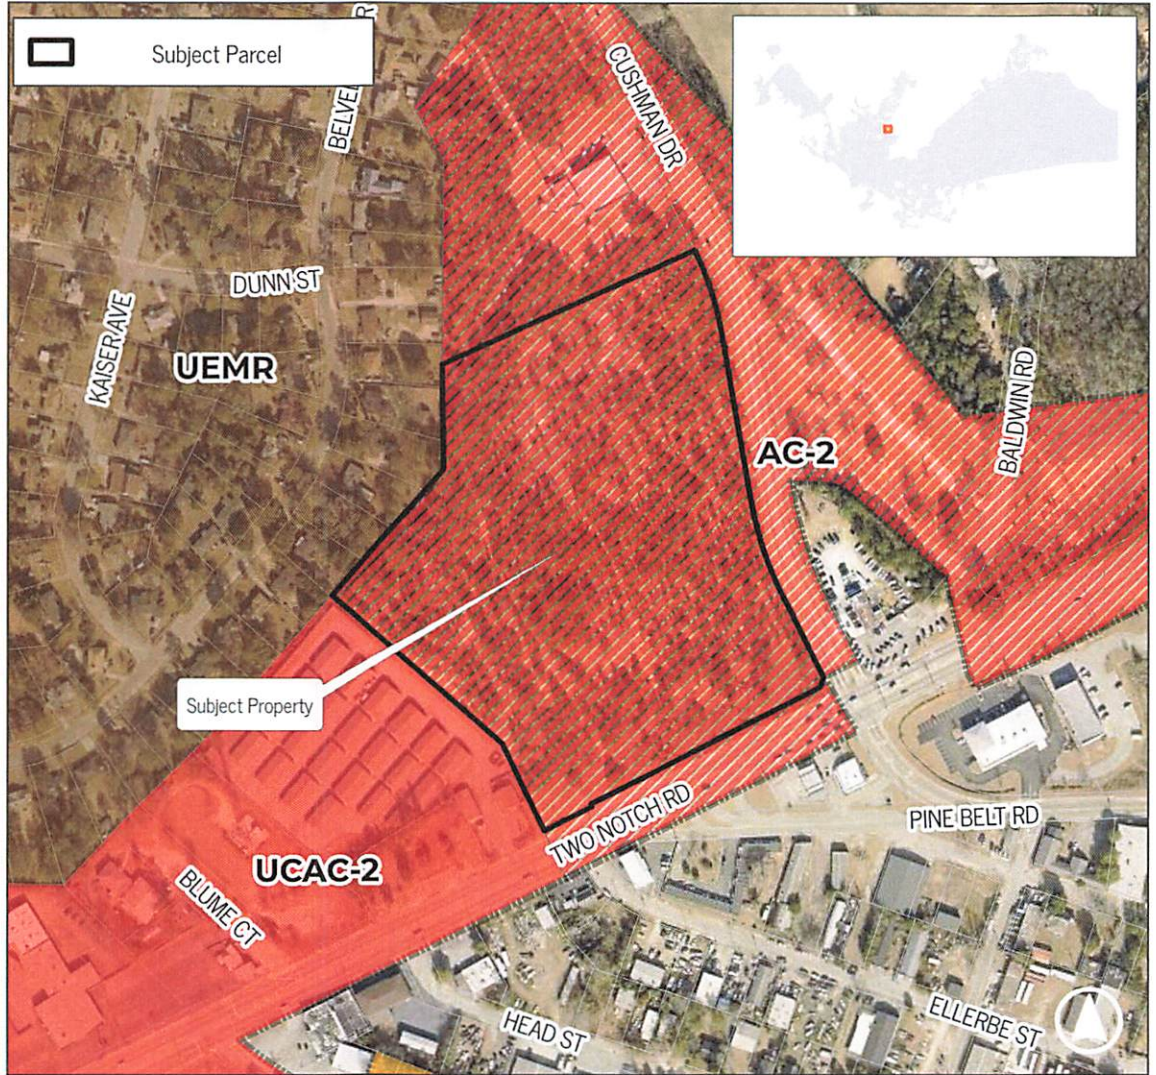 Subject Parcel
BELVE
CUSHMAN DR
DUNN ST
KAISER AVE
UEMR
BALDWIN RD
AC-2
Subject Property
TWO NOTCH RD
PINE BELT RD
UCAC-2
BLUME CT
HEAD ST
ELLERBE ST